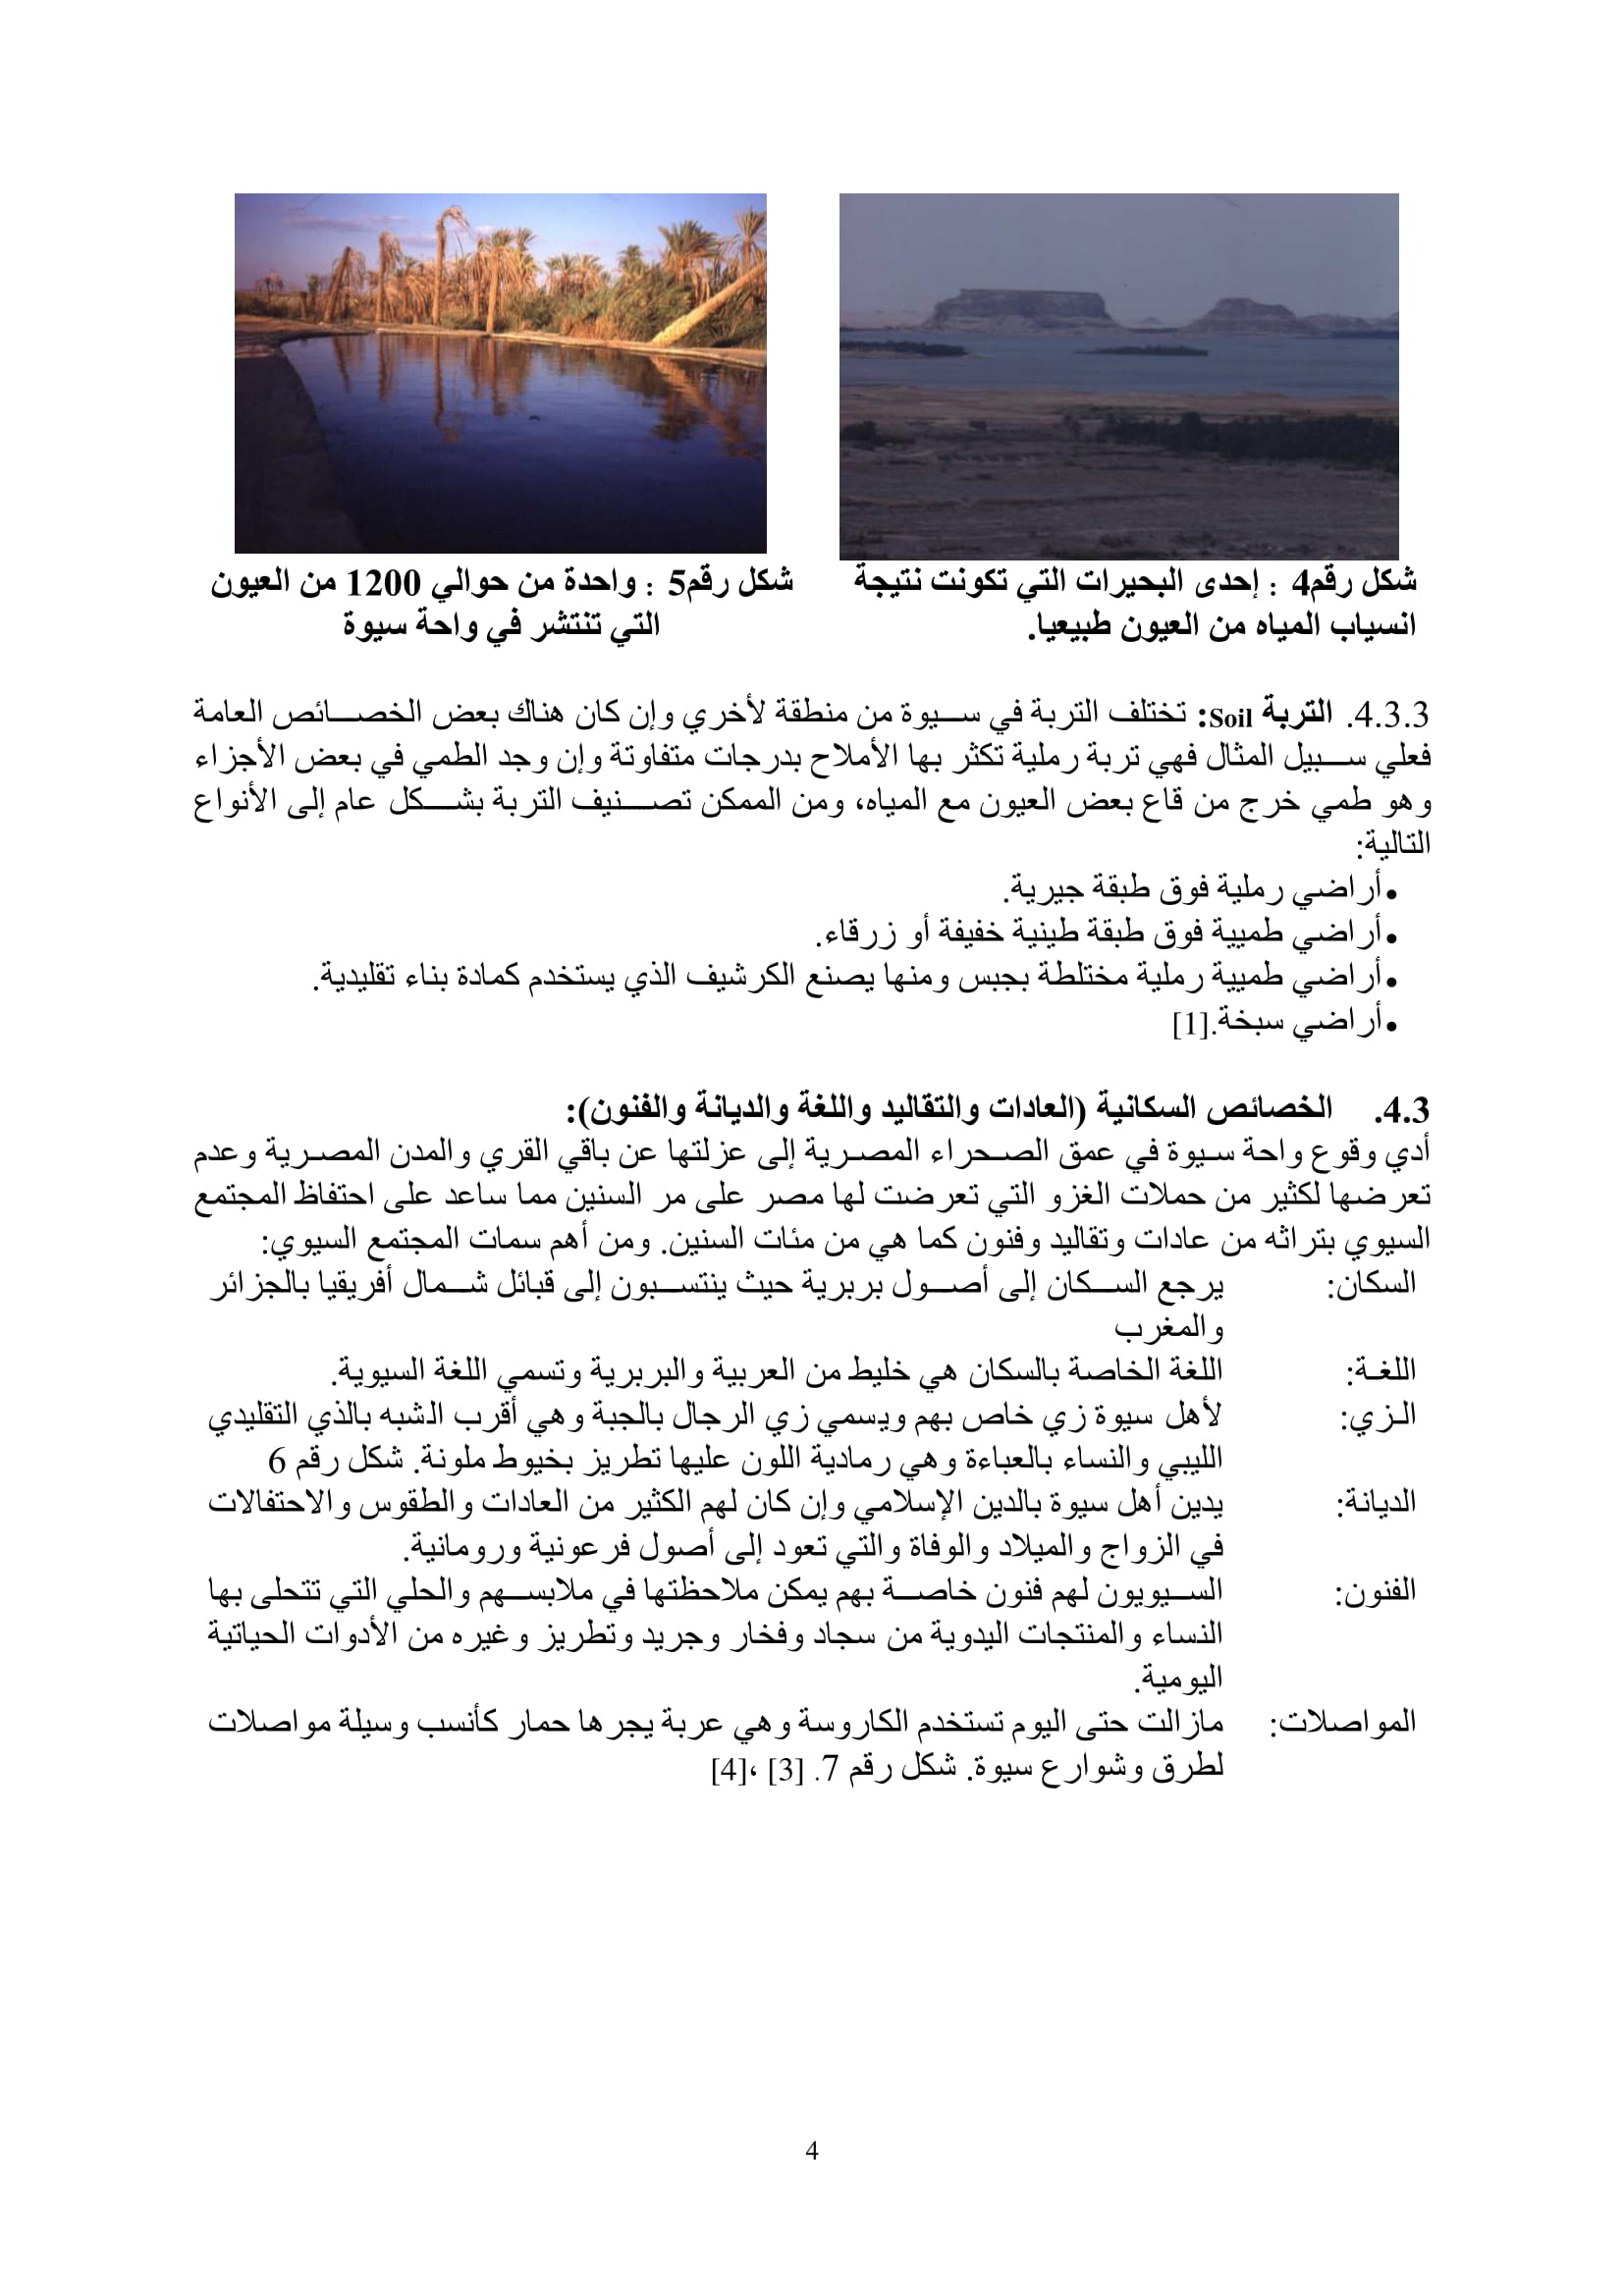 شكل رقم4 : إحدى البحيرات التي تكونت نتيجة
انسياب المياه من العيون طبيعيا.
شكل رقم5 : واحدة من حوالي 1200 من العيون
التي تنتشر في واحة سيوة
4.3.3. التربة Soil: تختلف التربة في سيوة من منطقة لأخري وإن كان هناك بعض الخصائص العامة
فعلي سبيل المثال فهي تربة رملية تكثر بها الأملاح بدرجات متفاوتة وإن وجد الطمي في بعض الأجزاء
وهو طمي خرج من قاع بعض العيون مع المياه، ومن الممكن تصنيف التربة بشكل عام إلى الأنواع
التالية:
•أراضي رملية فوق طبقة جيرية.
•أراضي طميية فوق طبقة طينية خفيفة أو زرقاء.
•أراضي طميية رملية مختلطة بجبس ومنها يصنع الكرشيف الذي يستخدم كمادة بناء تقليدية.
•أراضي سبخة.[1]
4.3. الخصائص السكانية (العادات والتقاليد واللغة والديانة والفنون):
أدي وقوع واحة سيوة في عمق الصحراء المصرية إلى عزلتها عن باقي القري والمدن المصرية وعدم
تعرضها لكثير من حملات الغزو التي تعرضت لها مصر على مر السنين مما ساعد على احتفاظ المجتمع
السيوي بتراثه من عادات وتقاليد وفنون كما هي من مئات السنين. ومن أهم سمات المجتمع السيوي:
السكان: يرجع السكان إلى أصول بربرية حيث ينتسبون إلى قبائل شمال أفريقيا بالجزائر
والمغرب
اللغة: اللغة الخاصة بالسكان هي خليط من العربية والبربرية وتسمي اللغة السيوية.
الزي: لأهل سيوة زي خاص بهم ويسمي زي الرجال بالجبة وهي أقرب الشبه بالذي التقليدي
الليبي والنساء بالعباءة وهي رمادية اللون عليها تطريز بخيوط ملونة. شكل رقم 6
الديانة: يدين أهل سيوة بالدين الإسلامي وإن كان لهم الكثير من العادات والطقوس والاحتفالات
في الزواج والميلاد والوفاة والتي تعود إلى أصول فرعونية ورومانية.
الفنون: السيويون لهم فنون خاصة بهم يمكن ملاحظتها في ملابسهم والحلي التي تتحلى بها
النساء والمنتجات اليدوية من سجاد وفخار وجريد وتطريز وغيره من الأدوات الحياتية
اليومية.
المواصلات: مازالت حتى اليوم تستخدم الكاروسة وهي عربة يجرها حمار كأنسب وسيلة مواصلات
لطرق وشوارع سيوة. شكل رقم 7. [3] ،[4]
4